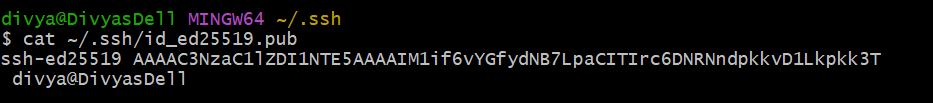 divya@DivyasDell MINGW64 ~/.ssh
$ cat ~/.ssh/id_ed25519.pub
ssh-ed25519 AAAAC3NzaC1lZDI1NTE5AAAAIM1if6vYGfydNB7LpaCITIrc6DNRNndpkkvD1Lkpkk3T
divya@DivyasDell